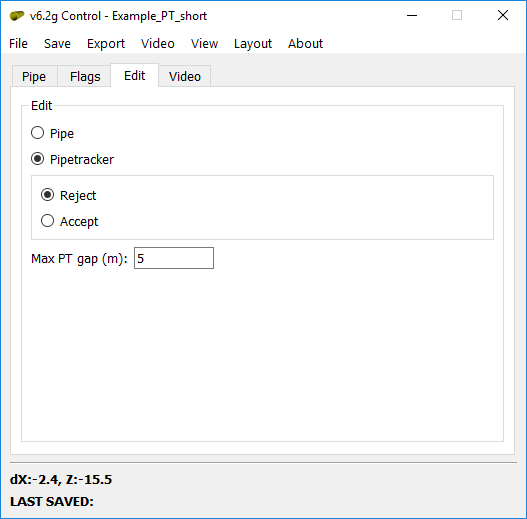 v6.2g Control - Example_PT_short
File Save Export Video View Layout About
Pipe Flags Edit Video
Edit
Pipe
Pipetracker
Reject
Accept
Max PT gap (m): 5
dX:-2.4, Z:-15.5
LAST SAVED: